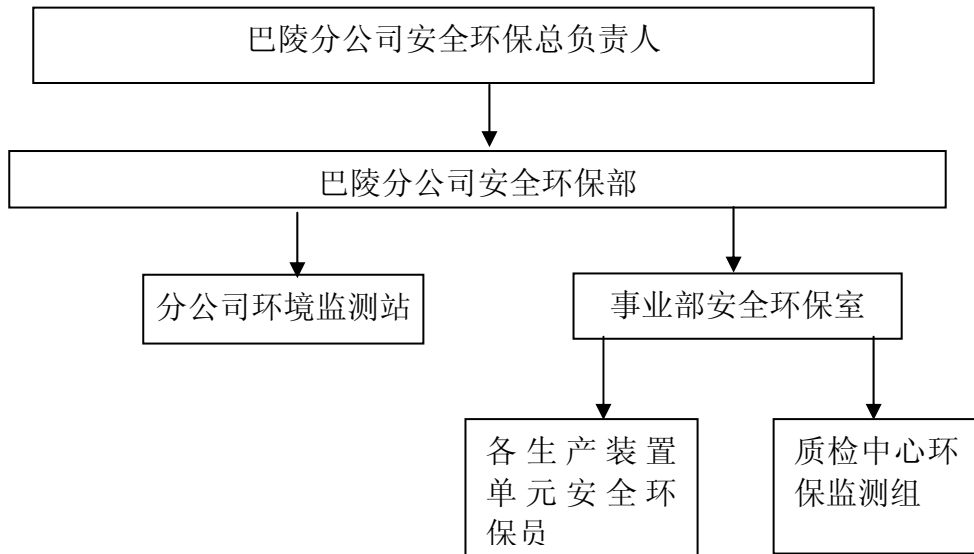 巴陵分公司安全环保总负责人
巴陵分公司安全环保部
分公司环境监测站
事业部安全环保室
各生产装置
单元安全环
保员
质检中心环
保监测组